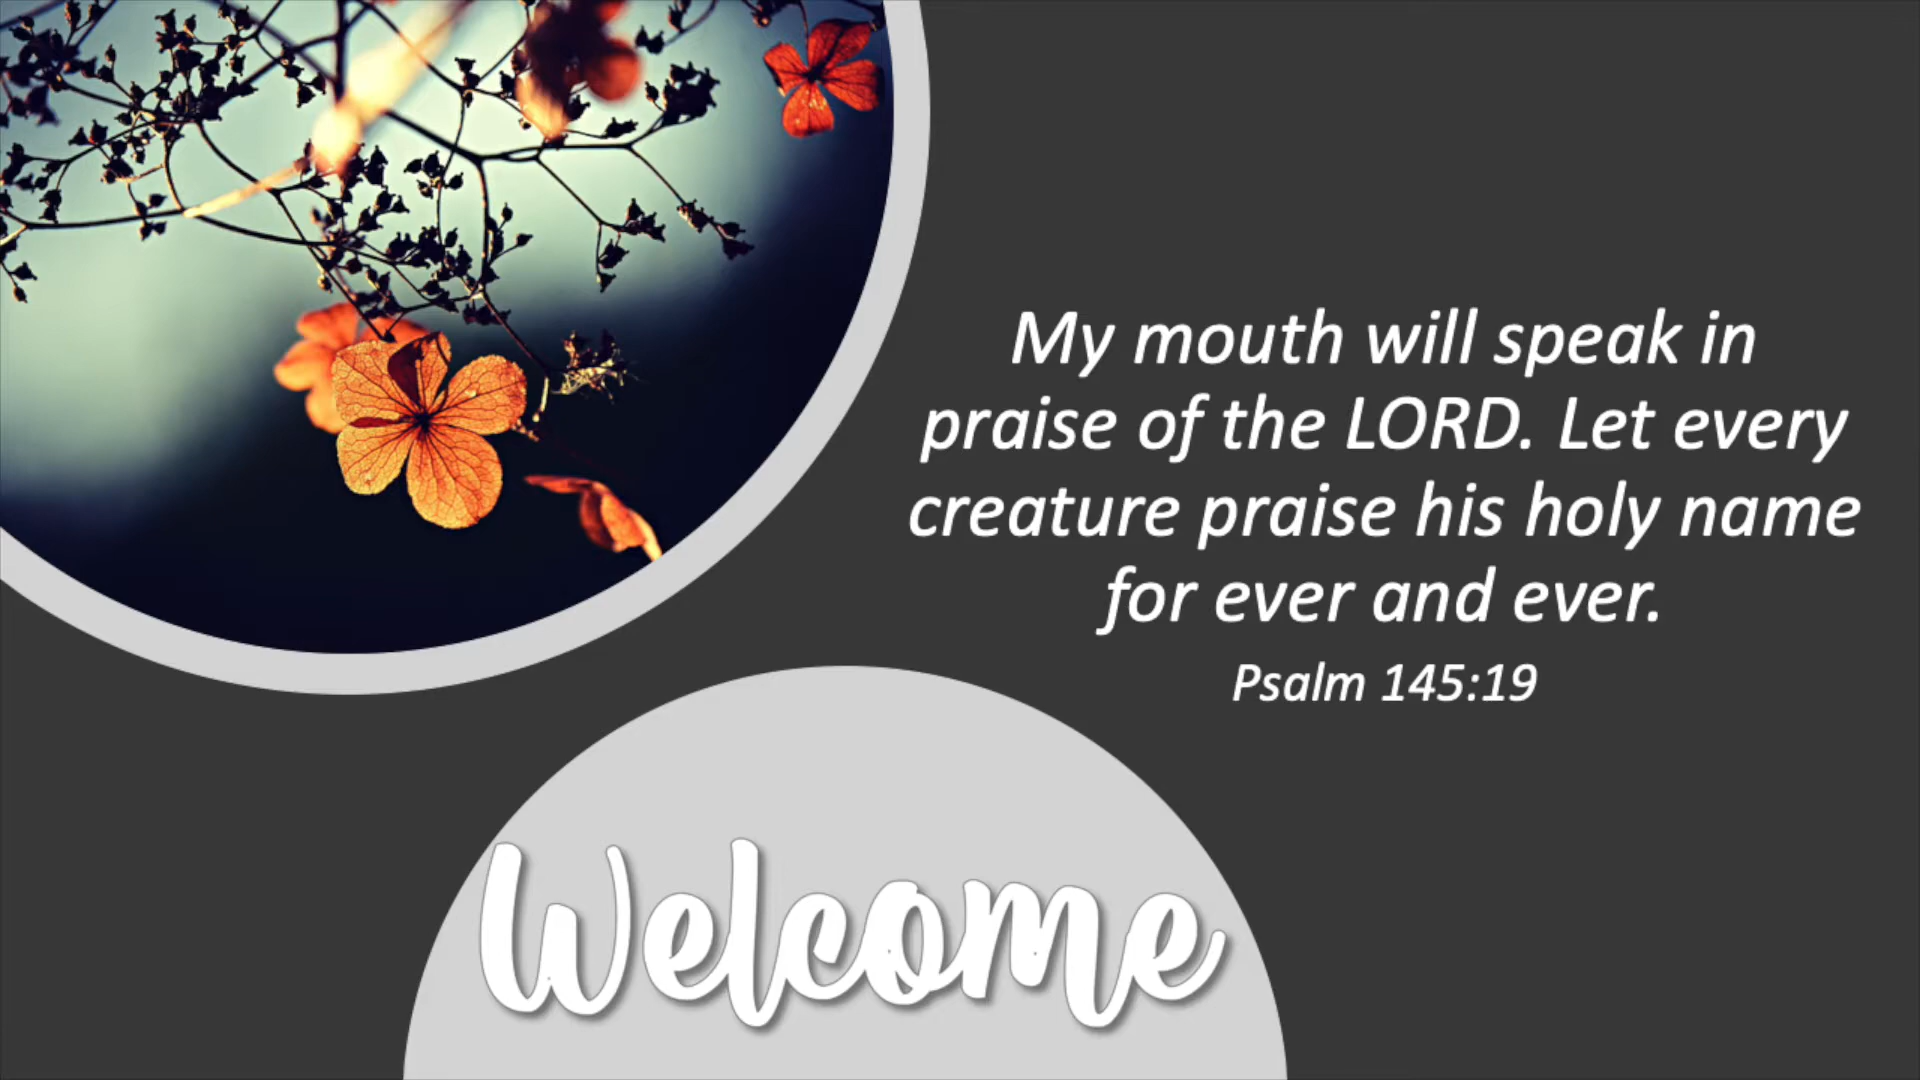 My mouth will speak in
praise of the LORD. Let every
creature praise his holy name
for ever and ever.
Psalm 145:19
Welcome